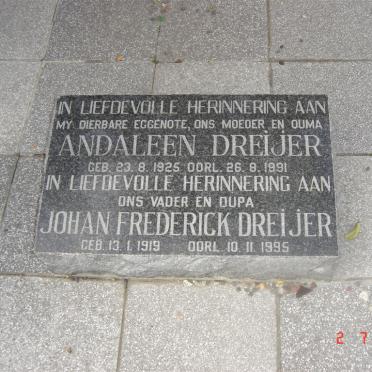 IN LIEFDEVOLLE HERINNERING AAN
MY DIERBARE EGGENOTE, ONS MOEDER, EN OUMA
ANDALEEN DREIJER
GEB. 23. 8. 1925 OORL. 26. 8. 1991
IN LIEFDEVOLLE HERINNERING AAN
ONS VADER EN OUPA
JOHAN FREDERICK DREIJER
GEB. 13. 1. 1919 OORL. 10. 11. 1995
2 7